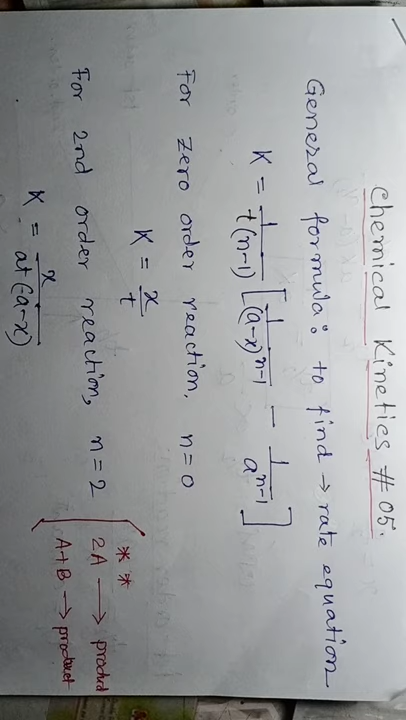 Chemical Kinetics # 05.
General formula: to find → rate equation
K = 1/t(n-1) [1/(a-x)^n-1 - 1/a^n-1]
For zero order reaction, n=0
K = x/t
For 2nd order reaction, n=2
K = x/at(a-x)
** 
2A → product
A+B → product